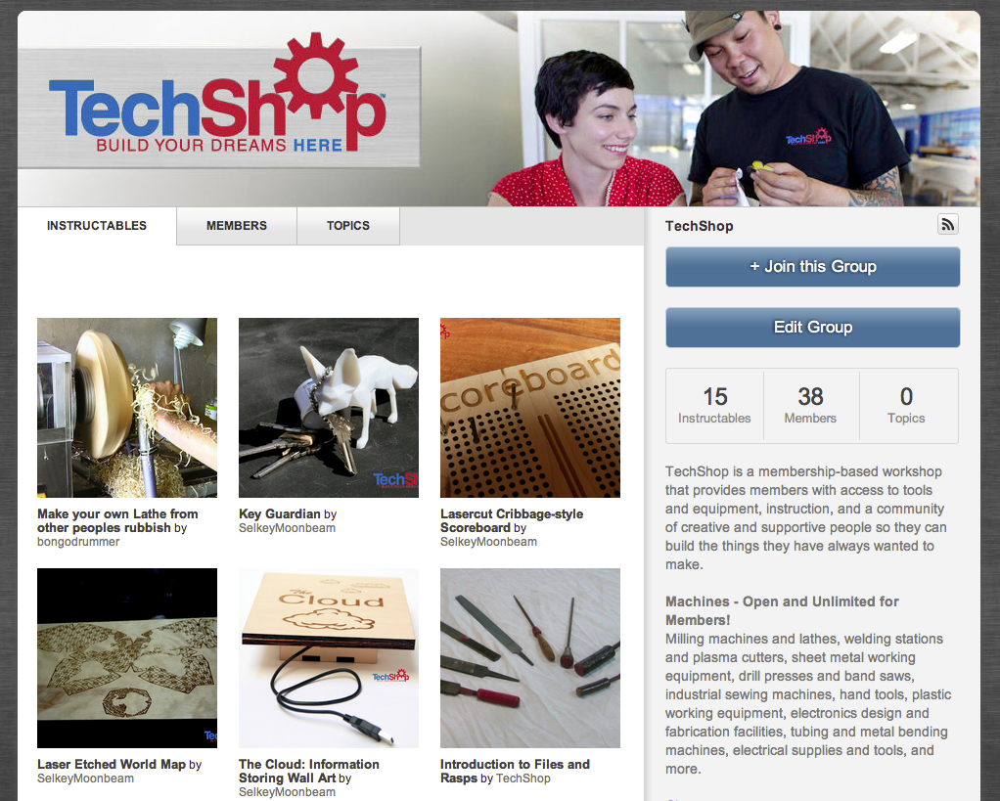 TechShop™
BUILD YOUR DREAMS HERE
TechShop
INSTRUCTABLES
MEMBERS
TOPICS
Make your own Lathe from
other peoples rubbish by
bongodrummer
TechSh
Key Guardian by
SelkeyMoonbeam
coreboard
Lasercut Cribbage-style
Scoreboard by
SelkeyMoonbeam
Te
Laser Etched World Map by
SelkeyMoonbeam
The
Cloud
TechShop
The Cloud: Information
Storing Wall Art by
SelkeyMoonbeam
Introduction to Files and
Rasps by TechShop
TechShop
+ Join this Group
Edit Group
15
Instructables
38
Members
0
Topics
TechShop is a membership-based workshop
that provides members with access to tools
and equipment, instruction, and a community
of creative and supportive people so they can
build the things they have always wanted to
make.
Machines - Open and Unlimited for
Members!
Milling machines and lathes, welding stations
and plasma cutters, sheet metal working
equipment, drill presses and band saws,
industrial sewing machines, hand tools, plastic
working equipment, electronics design and
fabrication facilities, tubing and metal bending
machines, electrical supplies and tools, and
more.